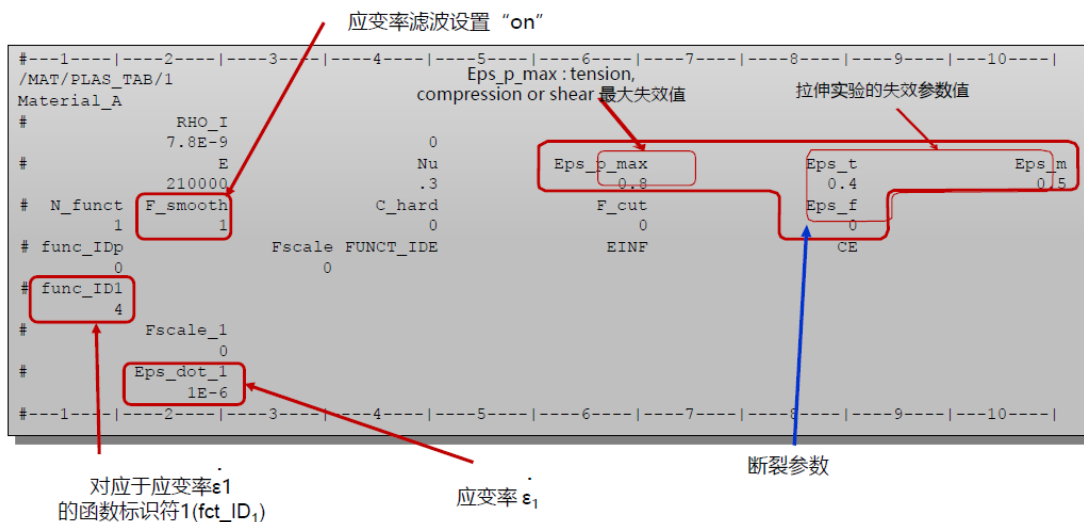 应变率滤波设置“on”
#---1----|----2----|----3----|----4----|----5----|----6----|----7----|----8----|----9----|---10----|
/MAT/PLAS_TAB/1
Eps_p_max : tension,
Material_A
compression or shear 最大失效值
拉伸实验的失效参数值
# RHO_I
7.8E-9 0
# E Nu Eps_p_max Eps_t Eps_m
210000 .3 0.8 0.4 0.5
# N_funct F_smooth C_hard F_cut Eps_f
1 1 0 0 0
# func_IDp Fscale FUNCT_IDE EINF CE
0 0
# func_ID1
4
# Fscale_1
0
# Eps_dot_1
1E-6
#---1----|----2----|----3----|----4----|----5----|----6----|----7----|----8----|----9----|---10----|
断裂参数
对应于应变率ε̇1
的函数标识符1(fct_ID₁)
应变率 ε̇₁